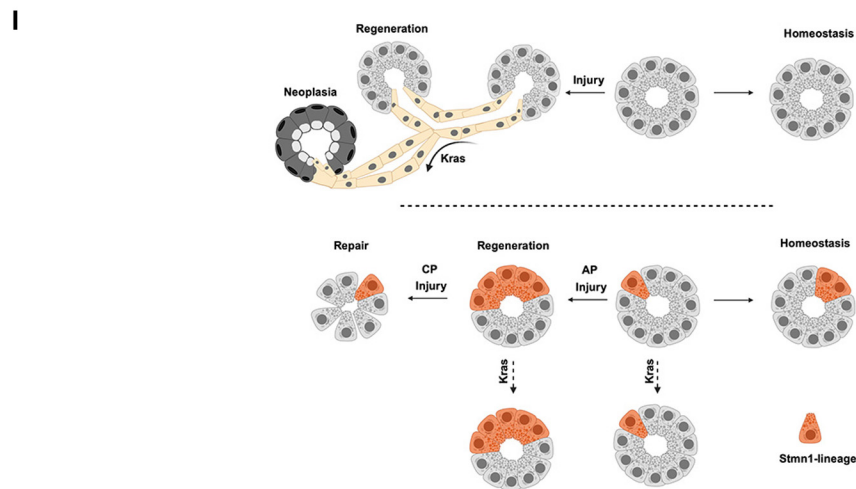 I
Regeneration
Homeostasis
Neoplasia
Injury
Kras
Repair
Regeneration
Homeostasis
CP
Injury
AP
Injury
Kras
Kras
Stmn1-lineage